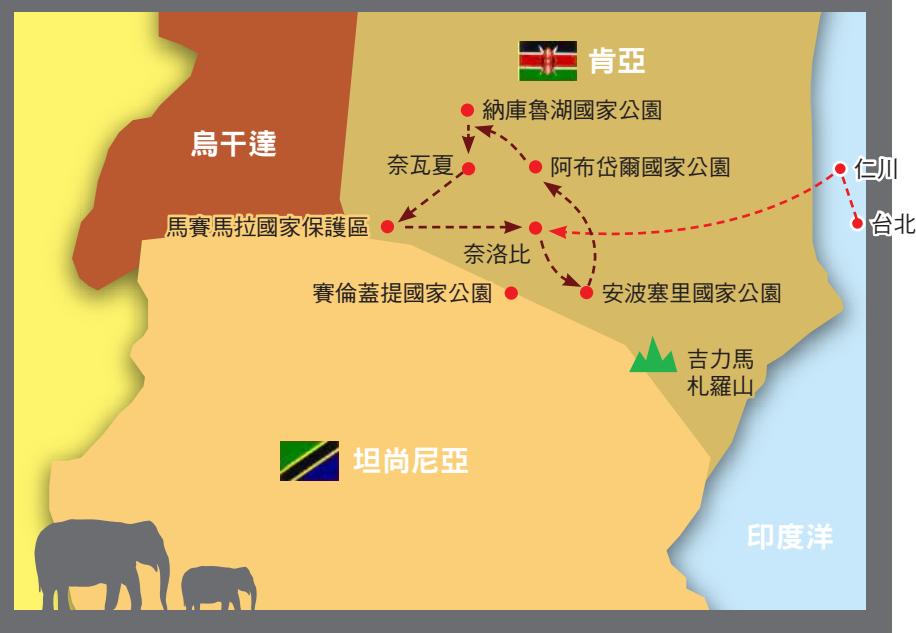 肯亞
納庫魯湖國家公園
烏干達
奈瓦夏
阿布岱爾國家公園
仁川
馬賽馬拉國家保護區
台北
奈洛比
賽倫蓋提國家公園
安波塞里國家公園
吉力馬
札羅山
坦尚尼亞
印度洋